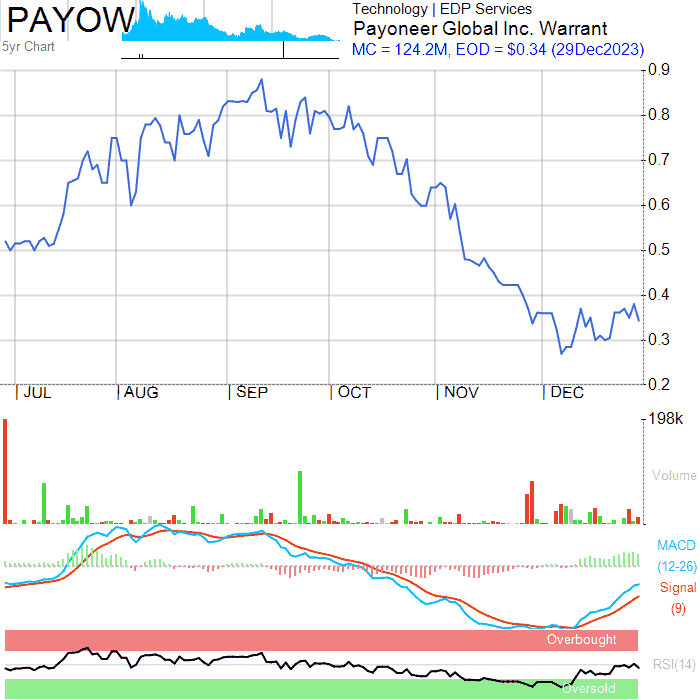 PAYOW
5yr Chart
Technology | EDP Services
Payoneer Global Inc. Warrant
MC = 124.2M, EOD = $0.34 (29Dec2023)
0.9
0.8
0.7
0.6
0.5
0.4
0.3
0.2
JUL AUG SEP OCT NOV DEC
198k
Volume
MACD
(12-26)
Signal
(9)
Overbought
RSI(14)
Oversold